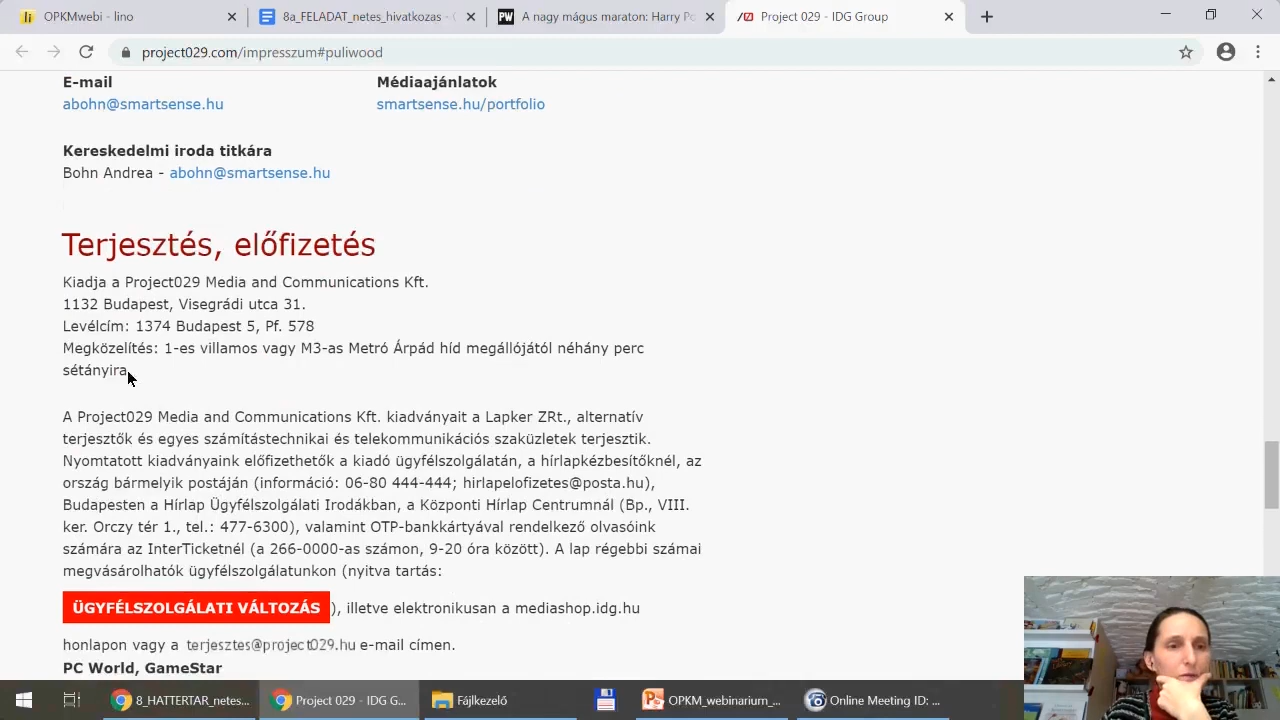 OPKMwebi - lino
8a_FELADAT_netes_hivatkozas - G
A nagy mágus maraton: Harry Po
Project 029 - IDG Group
project029.com/impresszum#puliwood
E-mail
Médiaajánlatok
abohn@smartsense.hu
smartsense.hu/portfolio
Kereskedelmi iroda titkára
Bohn Andrea - abohn@smartsense.hu
Terjesztés, előfizetés
Kiadja a Project029 Media and Communications Kft.
1132 Budapest, Visegrádi utca 31.
Levélcím: 1374 Budapest 5, Pf. 578
Megközelítés: 1-es villamos vagy M3-as Metró Árpád híd megállójától néhány perc
sétányira
A Project029 Media and Communications Kft. kiadványait a Lapker ZRt., alternatív
terjesztők és egyes számítástechnikai és telekommunikációs szaküzletek terjesztik.
Nyomtatott kiadványaink előfizethetők a kiadó ügyfélszolgálatán, a hírlapkézbesítőknél, az
ország bármelyik postáján (információ: 06-80 444-444; hirlapelofizetes@posta.hu),
Budapesten a Hírlap Ügyfélszolgálati Irodákban, a Központi Hírlap Centrumnál (Bp., VIII.
ker. Orczy tér 1., tel.: 477-6300), valamint OTP-bankkártyával rendelkező olvasóink
számára az InterTicketnél (a 266-0000-as számon, 9-20 óra között). A lap régebbi számai
megvásárolhatók ügyfélszolgálatunkon (nyitva tartás:
ÜGYFÉLSZOLGÁLATI VÁLTOZÁS ), illetve elektronikusan a mediashop.idg.hu
honlapon vagy a terjesztes@project029.hu e-mail címen.
PC World, GameStar
8_HATTERTAR_netes...
Project 029 - IDG G...
Fájlkezelő
OPKM_webinarium_...
Online Meeting ID: ...